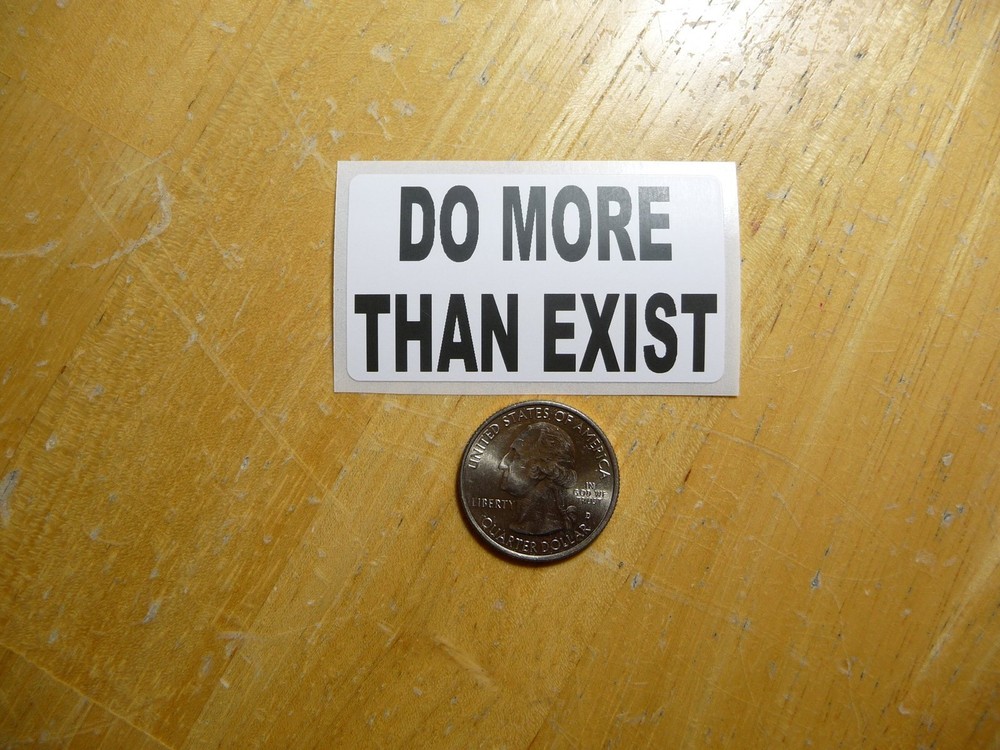 DO MORE
THAN EXIST
UNITED STATES OF AMERICA
LIBERTY
IN
GOD WE
TRUST
D
QUARTER DOLLAR